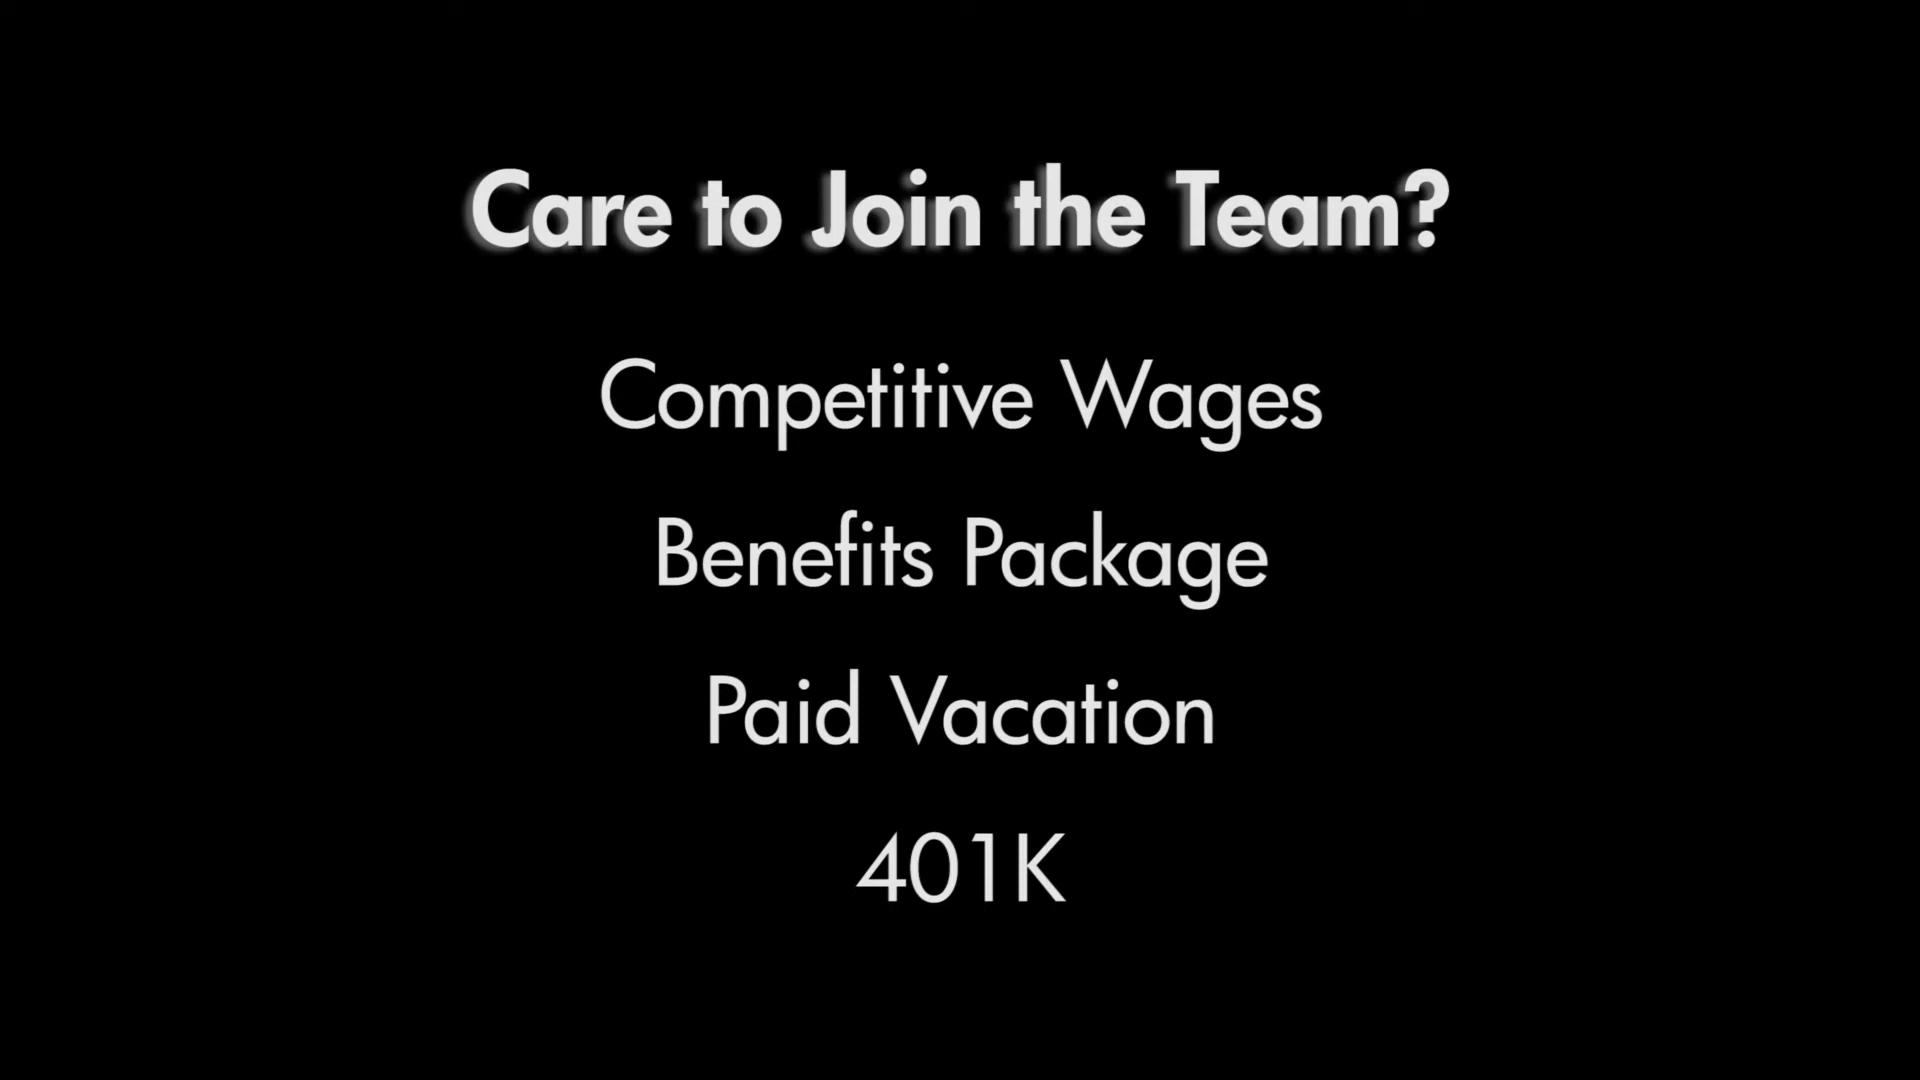 Care to Join the Team?
Competitive Wages
Benefits Package
Paid Vacation
401K